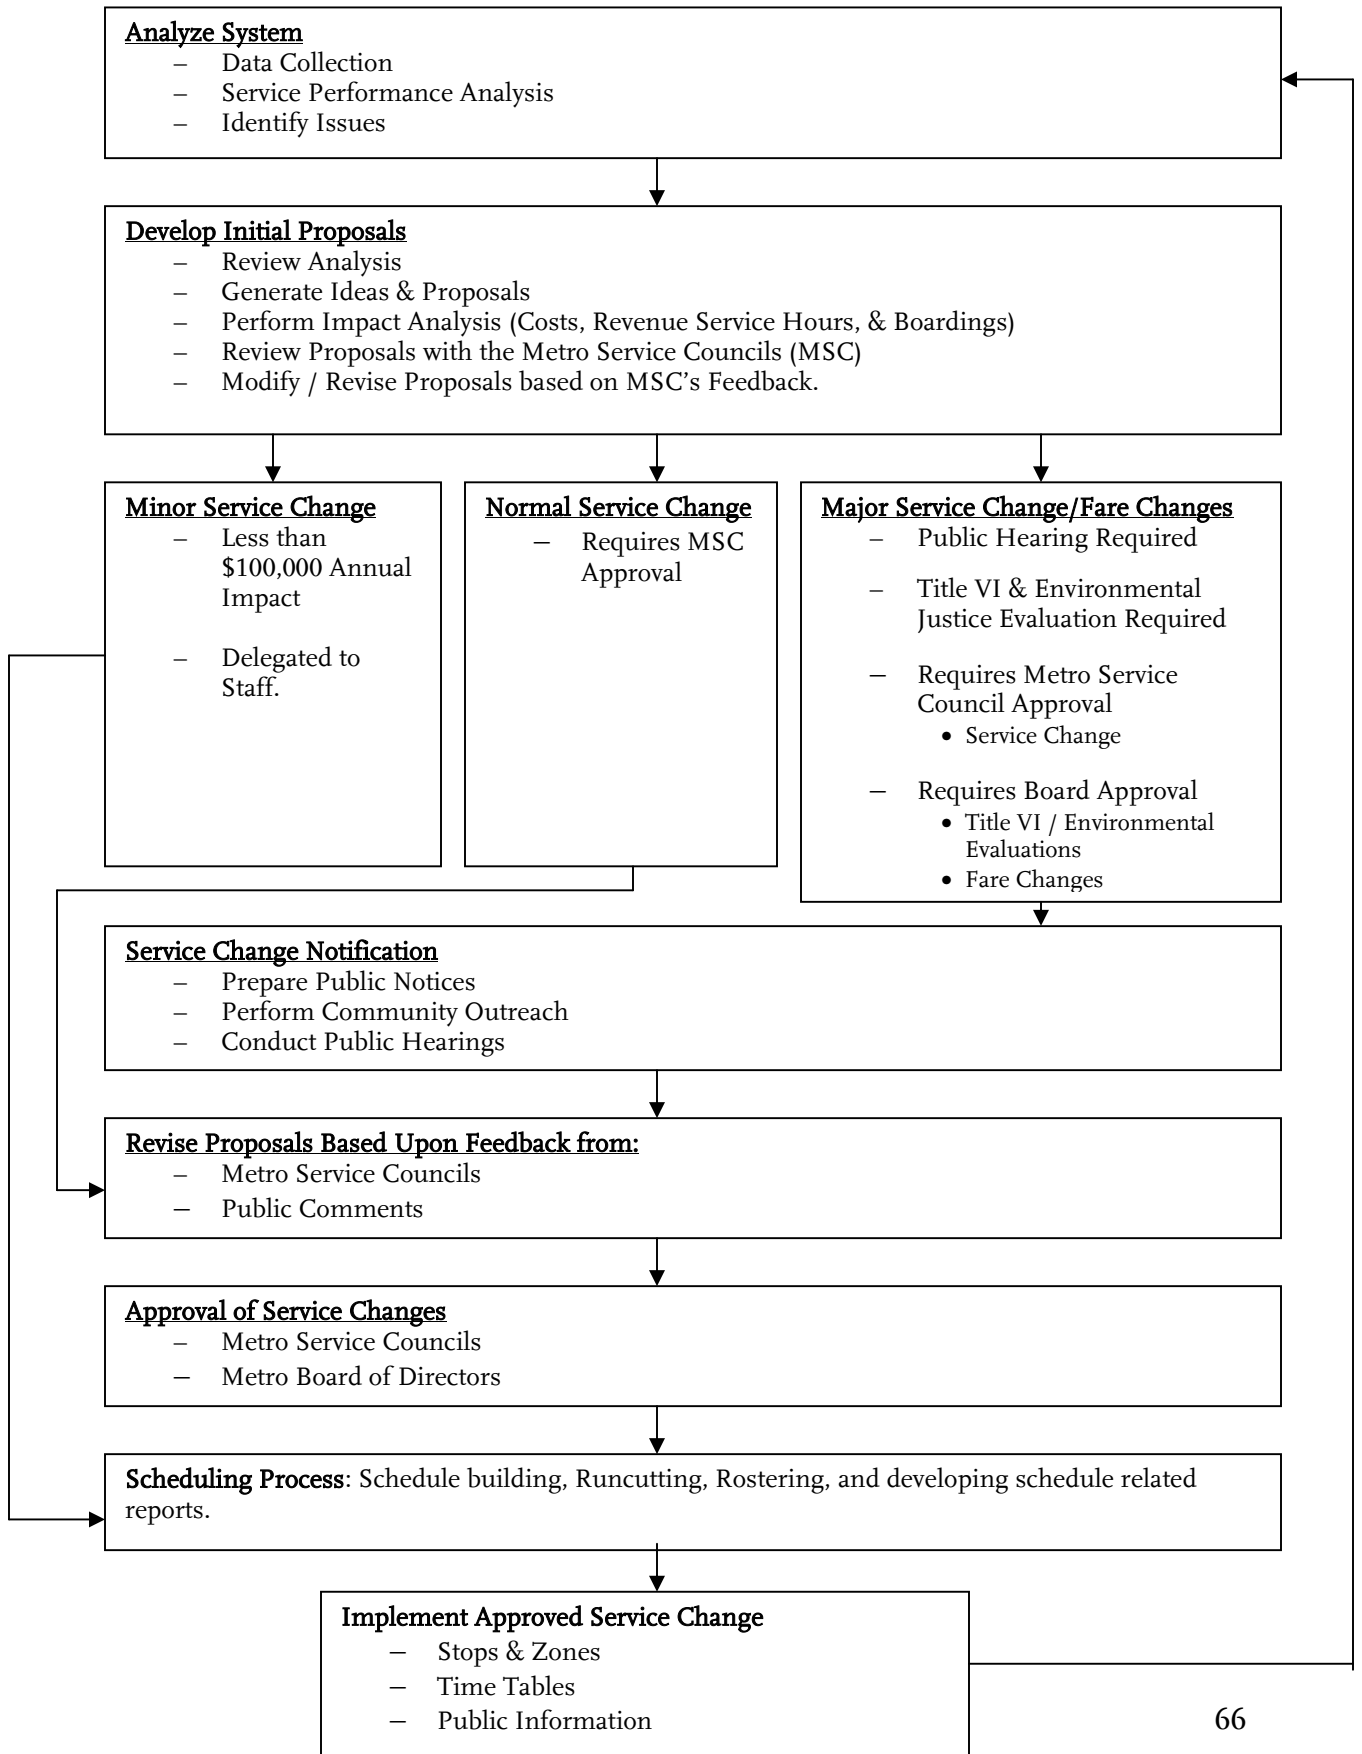 Analyze System
– Data Collection
– Service Performance Analysis
– Identify Issues
Develop Initial Proposals
– Review Analysis
– Generate Ideas & Proposals
– Perform Impact Analysis (Costs, Revenue Service Hours, & Boardings)
– Review Proposals with the Metro Service Councils (MSC)
– Modify / Revise Proposals based on MSC’s Feedback.
Minor Service Change
– Less than
$100,000 Annual
Impact
– Delegated to
Staff.
Normal Service Change
– Requires MSC
Approval
Major Service Change/Fare Changes
– Public Hearing Required
– Title VI & Environmental
Justice Evaluation Required
– Requires Metro Service
Council Approval
• Service Change
– Requires Board Approval
• Title VI / Environmental
Evaluations
• Fare Changes
Service Change Notification
– Prepare Public Notices
– Perform Community Outreach
– Conduct Public Hearings
Revise Proposals Based Upon Feedback from:
– Metro Service Councils
– Public Comments
Approval of Service Changes
– Metro Service Councils
– Metro Board of Directors
Scheduling Process: Schedule building, Runcutting, Rostering, and developing schedule related
reports.
Implement Approved Service Change
– Stops & Zones
– Time Tables
– Public Information
66